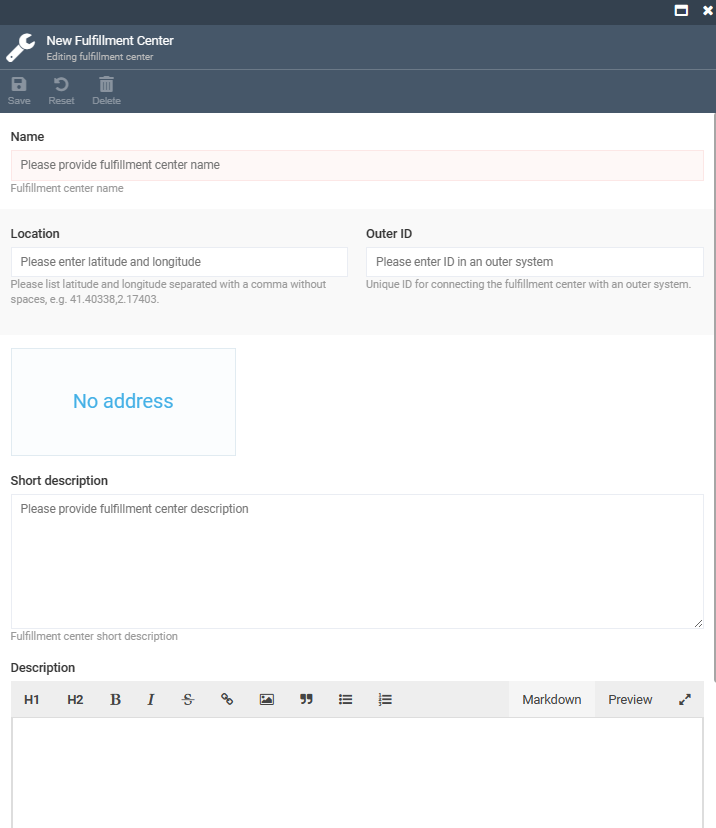 New Fulfillment Center
Editing fulfillment center
Save Reset Delete
Name
Please provide fulfillment center name
Fulfillment center name
Location Outer ID
Please enter latitude and longitude Please enter ID in an outer system
Please list latitude and longitude separated with a comma without Unique ID for connecting the fulfillment center with an outer system.
spaces, e.g. 41.40338,2.17403.
No address
Short description
Please provide fulfillment center description
Fulfillment center short description
Description
H1 H2 B I S Markdown Preview